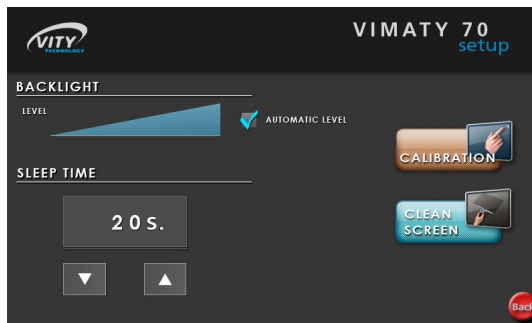 VITY
TECHNOLOGY
VIMATY 70
setup
BACKLIGHT
LEVEL
AUTOMATIC LEVEL
CALIBRATION
SLEEP TIME
20s.
CLEAN
SCREEN
Back